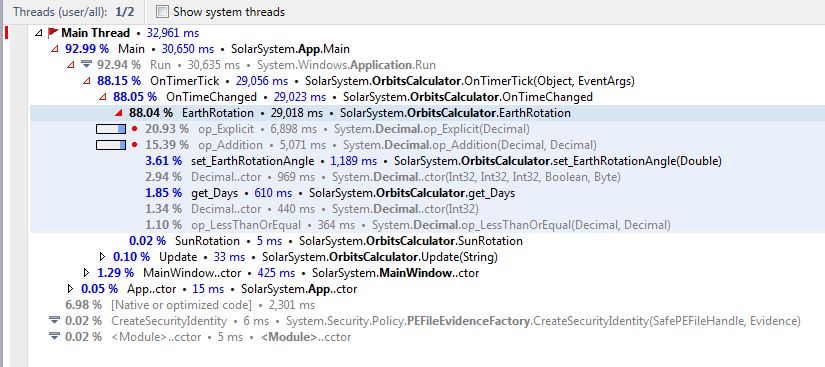 Threads (user/all): 1/2 Show system threads
Main Thread • 32,961 ms
92.99 % Main • 30,650 ms • SolarSystem.App.Main
92.94 % Run • 30,635 ms • System.Windows.Application.Run
88.15 % OnTimerTick • 29,056 ms • SolarSystem.OrbitsCalculator.OnTimerTick(Object, EventArgs)
88.05 % OnTimeChanged • 29,023 ms • SolarSystem.OrbitsCalculator.OnTimeChanged
88.04 % EarthRotation • 29,018 ms • SolarSystem.OrbitsCalculator.EarthRotation
20.93 % op_Explicit • 6,898 ms • System.Decimal.op_Explicit(Decimal)
15.39 % op_Addition • 5,071 ms • System.Decimal.op_Addition(Decimal, Decimal)
3.61 % set_EarthRotationAngle • 1,189 ms • SolarSystem.OrbitsCalculator.set_EarthRotationAngle(Double)
2.94 % Decimal..ctor • 969 ms • System.Decimal..ctor(Int32, Int32, Int32, Boolean, Byte)
1.85 % get_Days • 610 ms • SolarSystem.OrbitsCalculator.get_Days
1.34 % Decimal..ctor • 440 ms • System.Decimal..ctor(Int32)
1.10 % op_LessThanOrEqual • 364 ms • System.Decimal.op_LessThanOrEqual(Decimal, Decimal)
0.02 % SunRotation • 5 ms • SolarSystem.OrbitsCalculator.SunRotation
0.10 % Update • 33 ms • SolarSystem.OrbitsCalculator.Update(String)
1.29 % MainWindow..ctor • 425 ms • SolarSystem.MainWindow..ctor
0.05 % App..ctor • 15 ms • SolarSystem.App..ctor
6.98 % [Native or optimized code] • 2,301 ms
0.02 % CreateSecurityIdentity • 6 ms • System.Security.Policy.PEFileEvidenceFactory.CreateSecurityIdentity(SafePEFileHandle, Evidence)
0.02 % <Module>..cctor • 5 ms • <Module>..cctor